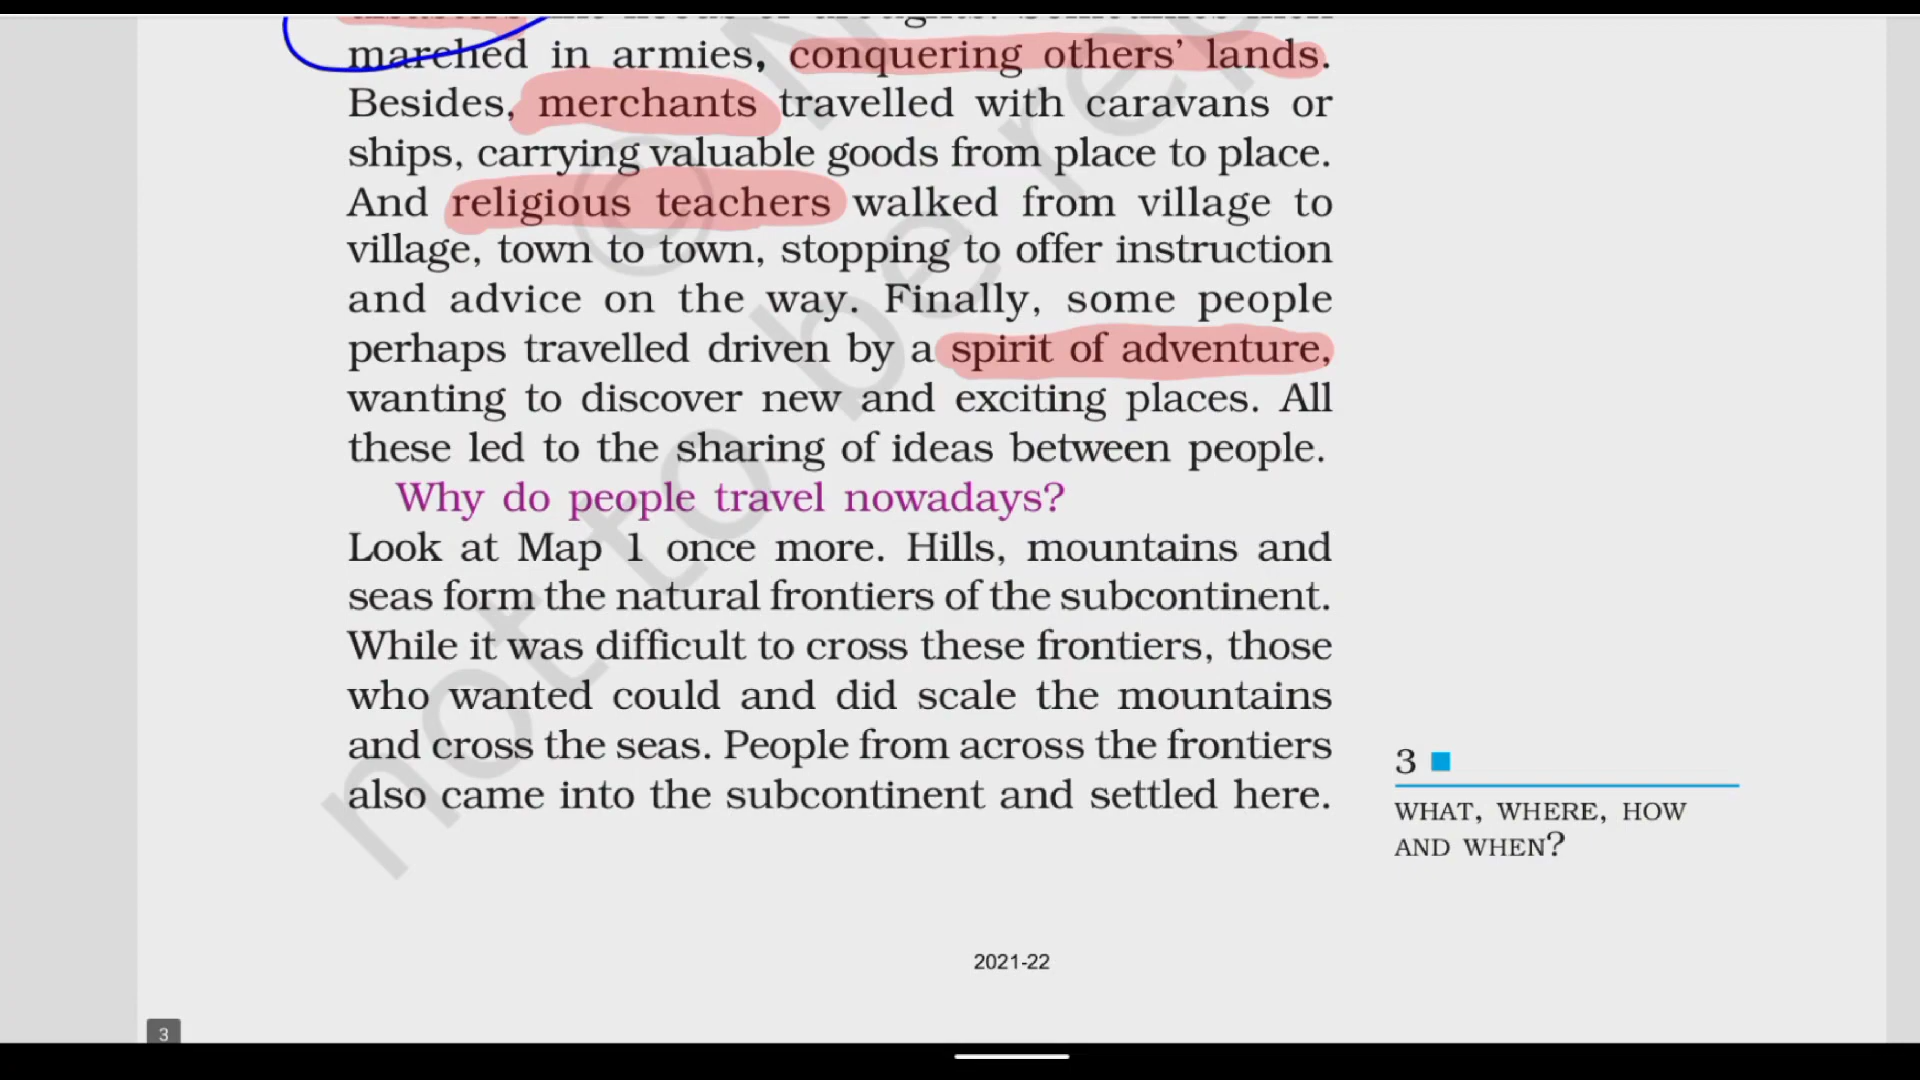 marched in armies, conquering others' lands.
Besides, merchants travelled with caravans or
ships, carrying valuable goods from place to place.
And religious teachers walked from village to
village, town to town, stopping to offer instruction
and advice on the way. Finally, some people
perhaps travelled driven by a spirit of adventure,
wanting to discover new and exciting places. All
these led to the sharing of ideas between people.
Why do people travel nowadays?
Look at Map 1 once more. Hills, mountains and
seas form the natural frontiers of the subcontinent.
While it was difficult to cross these frontiers, those
who wanted could and did scale the mountains
and cross the seas. People from across the frontiers
also came into the subcontinent and settled here.
3
WHAT, WHERE, HOW
AND WHEN?
2021-22
3
not to be rep
© N